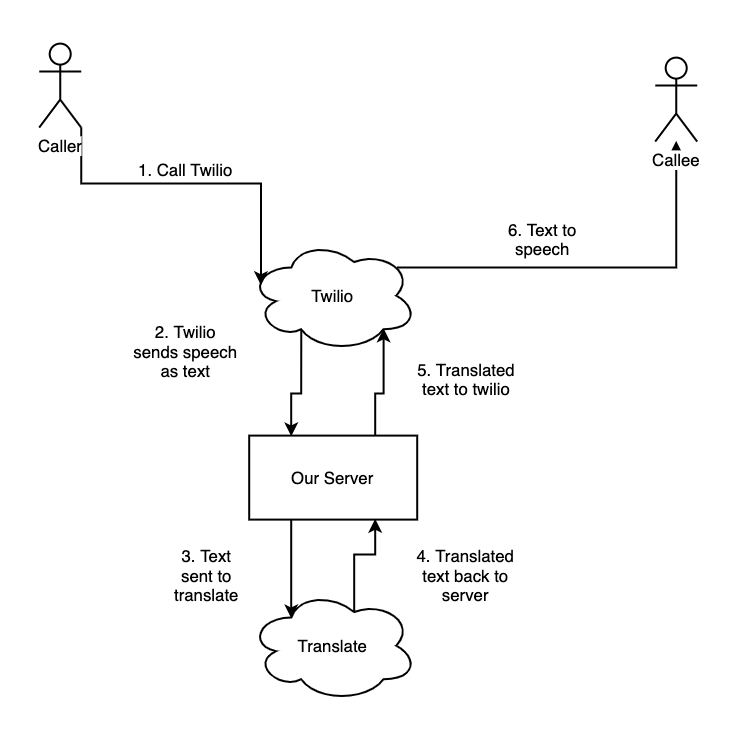 Caller
Callee
1. Call Twilio
6. Text to
speech
Twilio
2. Twilio
sends speech
as text
5. Translated
text to twilio
Our Server
3. Text
sent to
translate
4. Translated
text back to
server
Translate